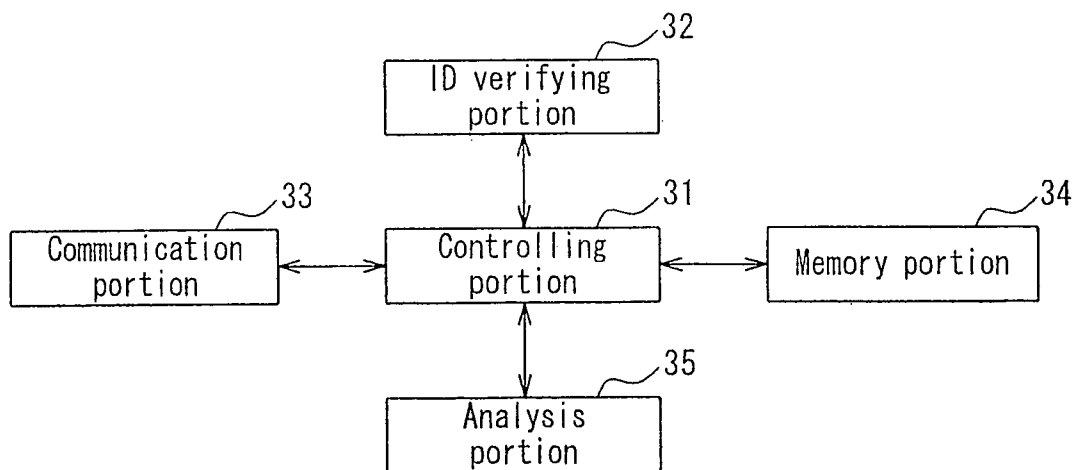 32
ID verifying
portion
33
31
34
Communication
portion
Controlling
portion
Memory portion
35
Analysis
portion